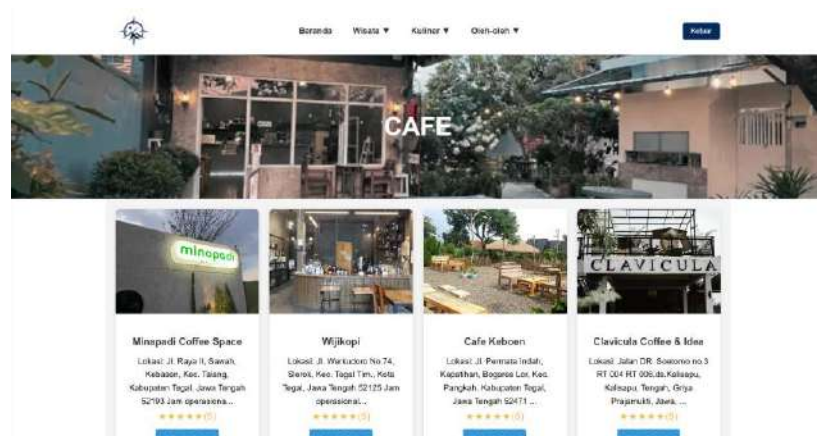 Beranda Wisata ▼ Kuliner ▼ Oleh-oleh ▼ Keluar
CAFE
minapadi
CLAVICULA
Minapadi Coffee Space
Lokasi: Jl. Raya II, Sawah,
Kebasen, Kec. Talang,
Kabupaten Tegal, Jawa Tengah
52193 Jam operasiona...
★★★★★(5)
Wijikopi
Lokasi: Jl. Werkudoro No 74,
Slerok, Kec. Tegal Tim., Kota
Tegal, Jawa Tengah 52125 Jam
operasional...
★★★★★(5)
Cafe Keboen
Lokasi: Jl. Permata Indah,
Kapatihan, Bogares Lor, Kec.
Pangkah, Kabupaten Tegal,
Jawa Tengah 52471 ...
★★★★★(5)
Clavicula Coffee & Idea
Lokasi: Jalan DR. Soetomo no.3
RT 004 RT 006,ds.Kalisapu,
Kalisapu, Tengah, Griya
Prajamukti, Jawa, ...
★★★★★(5)